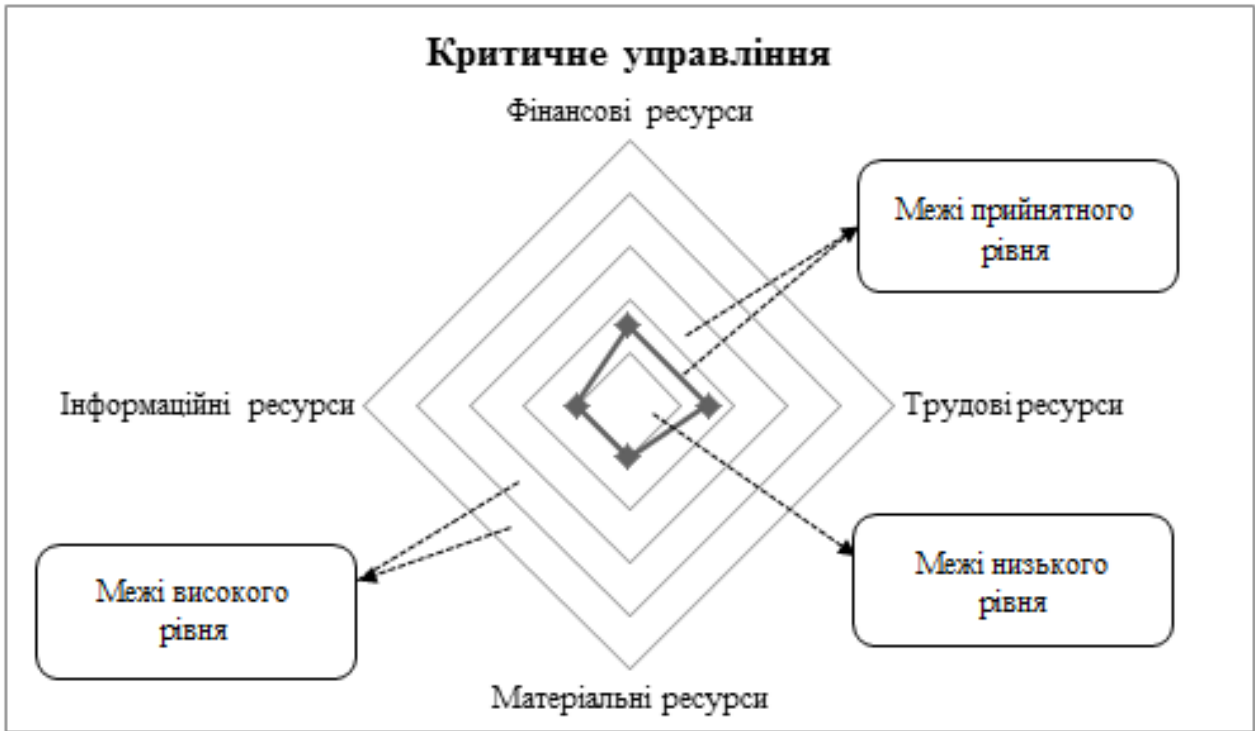 Критичне управління
Фінансові ресурси
Межі прийнятного
рівня
Інформаційні ресурси
Трудові ресурси
Межі високого
рівня
Межі низького
рівня
Матеріальні ресурси